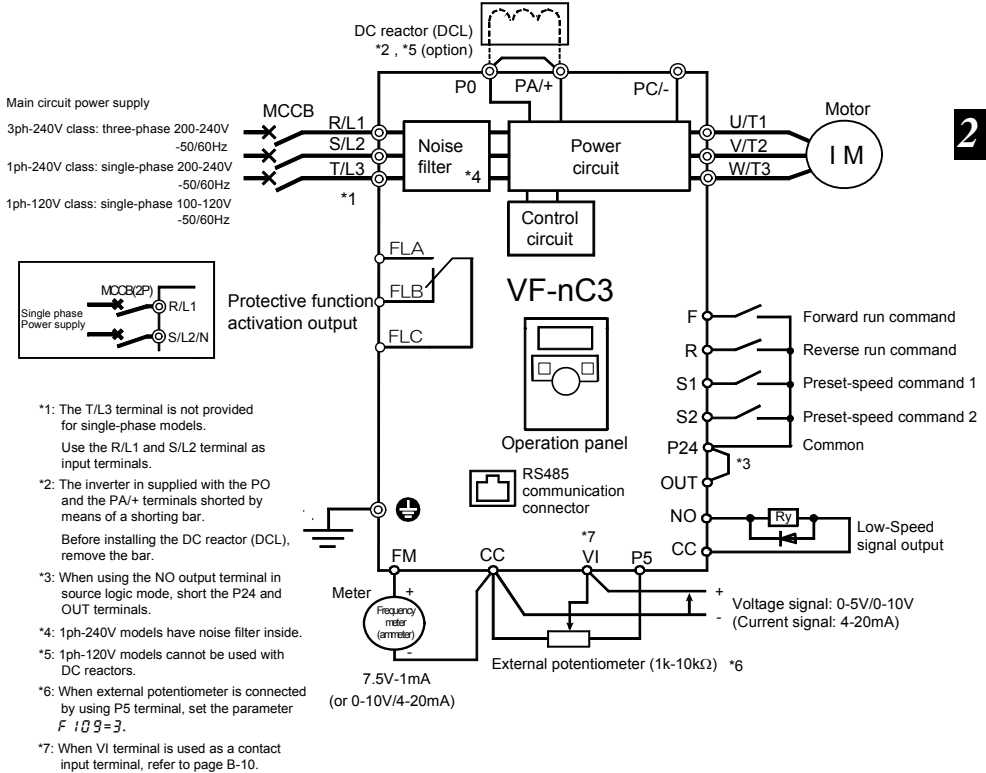 DC reactor (DCL)
*2 , *5 (option)
P0
PA/+
PC/-
Main circuit power supply
MCCB
3ph-240V class: three-phase 200-240V
-50/60Hz
1ph-240V class: single-phase 200-240V
-50/60Hz
1ph-120V class: single-phase 100-120V
-50/60Hz
R/L1
S/L2
T/L3
*1
Noise
filter
*4
Power
circuit
Control
circuit
U/T1
V/T2
W/T3
Motor
I M
2
MCCB(2P)
R/L1
Single phase
Power supply
S/L2/N
Protective function
activation output
FLA
FLB
FLC
VF-nC3
Operation panel
RS485
communication
connector
F
Forward run command
R
Reverse run command
S1
Preset-speed command 1
S2
Preset-speed command 2
P24
Common
*3
OUT
NO
Ry
Low-Speed
signal output
CC
FM
CC
*7
VI
P5
Meter
+
Frequency
meter
(ammeter)
-
7.5V-1mA
(or 0-10V/4-20mA)
+
-
Voltage signal: 0-5V/0-10V
(Current signal: 4-20mA)
External potentiometer (1k-10kΩ) *6
*1: The T/L3 terminal is not provided
for single-phase models.
Use the R/L1 and S/L2 terminal as
input terminals.
*2: The inverter is supplied with the PO
and the PA/+ terminals shorted by
means of a shorting bar.
Before installing the DC reactor (DCL),
remove the bar.
*3: When using the NO output terminal in
source logic mode, short the P24 and
OUT terminals.
*4: 1ph-240V models have noise filter inside.
*5: 1ph-120V models cannot be used with
DC reactors.
*6: When external potentiometer is connected
by using P5 terminal, set the parameter
F109=3.
*7: When VI terminal is used as a contact
input terminal, refer to page B-10.